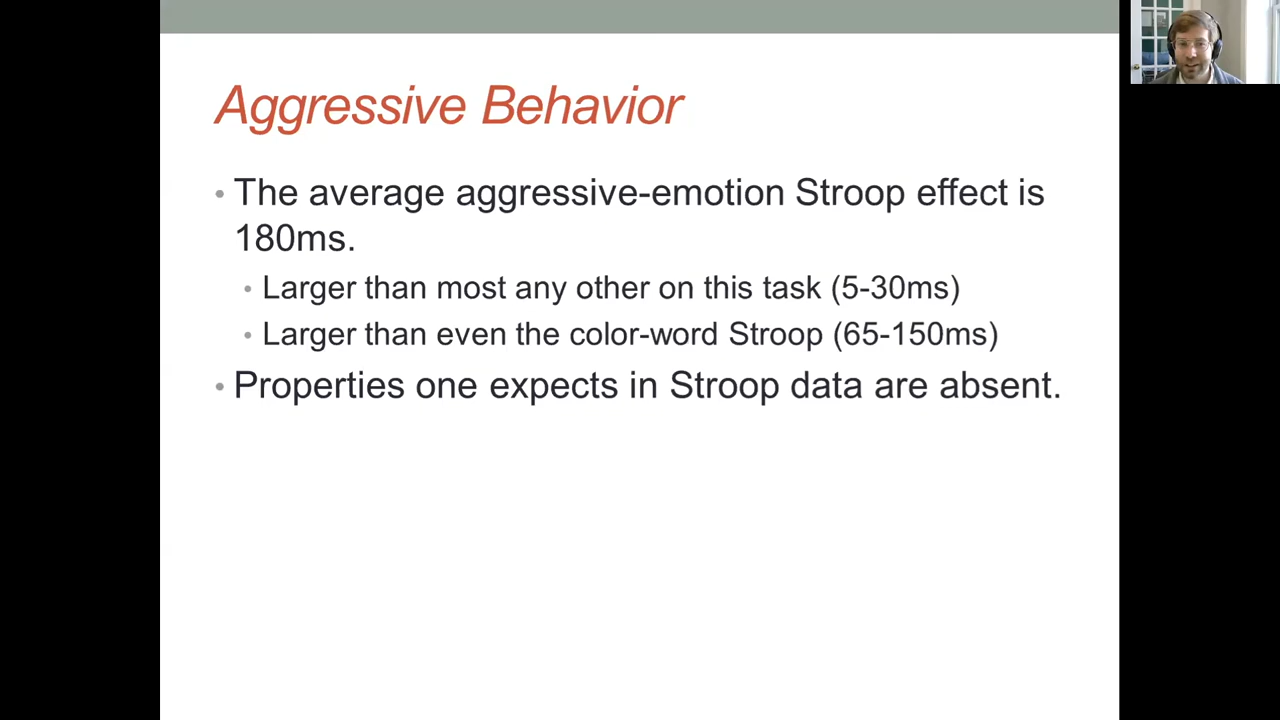 Aggressive Behavior
• The average aggressive-emotion Stroop effect is
180ms.
• Larger than most any other on this task (5-30ms)
• Larger than even the color-word Stroop (65-150ms)
• Properties one expects in Stroop data are absent.